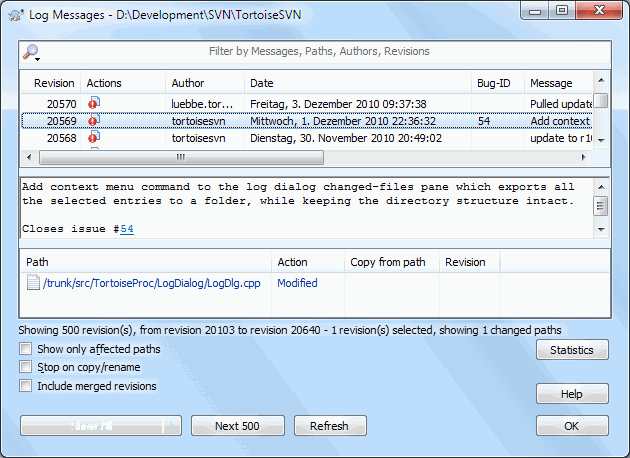 Log Messages - D:\Development\SVN\TortoiseSVN
Filter by Messages, Paths, Authors, Revisions
Revision Actions Author Date Bug-ID Message
20570 luebbe.tor... Freitag, 3. Dezember 2010 09:37:38 Pulled update
20569 tortoisesvn Mittwoch, 1. Dezember 2010 22:36:32 54 Add context
20568 tortoisesvn Dienstag, 30. November 2010 20:49:02 update to r10
Add context menu command to the log dialog changed-files pane which exports all
the selected entries to a folder, while keeping the directory structure intact.
Closes issue #54
Path Action Copy from path Revision
/trunk/src/TortoiseProc/LogDialog/LogDlg.cpp Modified
Showing 500 revision(s), from revision 20103 to revision 20640 - 1 revision(s) selected, showing 1 changed paths
Show only affected paths
Statistics
Stop on copy/rename
Include merged revisions
Help
Next 500 Refresh OK